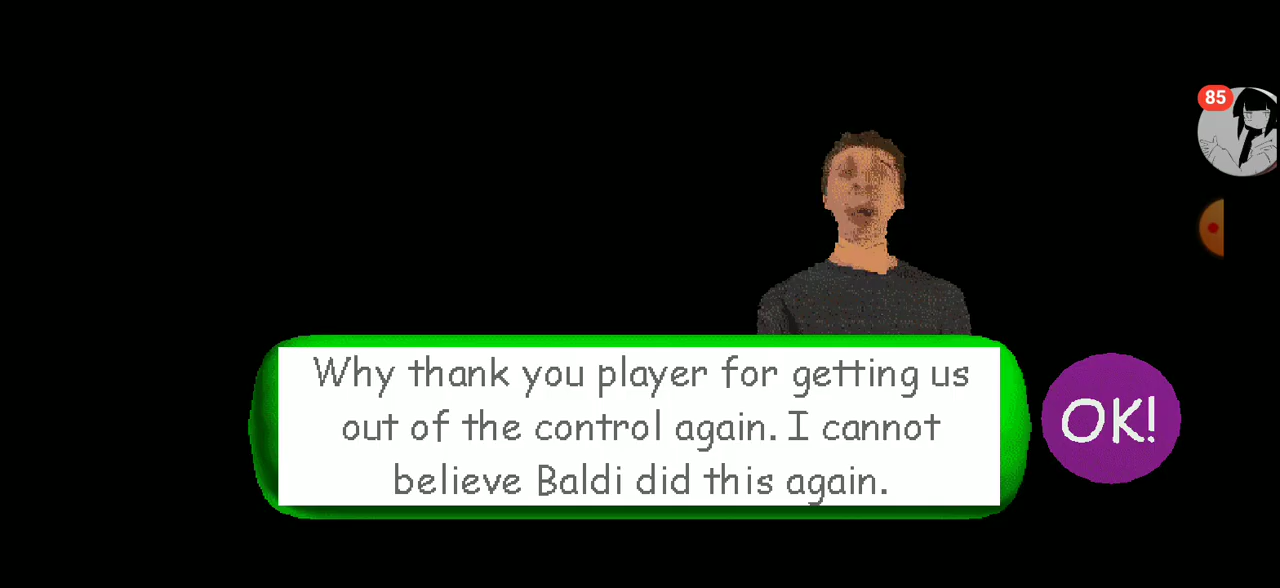 85
Why thank you player for getting us
out of the control again. I cannot
believe Baldi did this again.
OK!